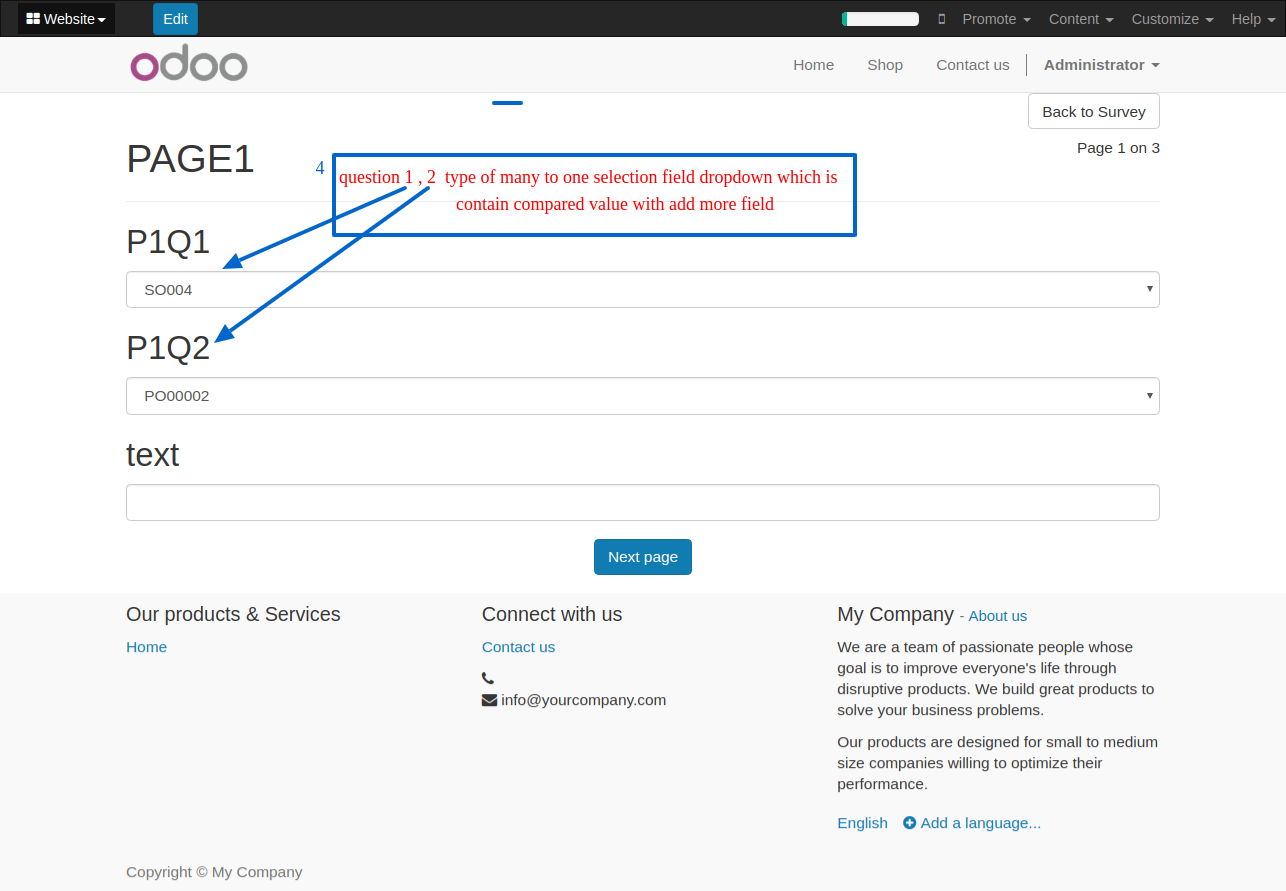 Website Edit Promote Content Customize Help
odoo Home Shop Contact us Administrator
Back to Survey
Page 1 on 3
PAGE1
4
question 1 , 2 type of many to one selection field dropdown which is
contain compared value with add more field
P1Q1
SO004
P1Q2
PO00002
text
Next page
Our products & Services
Home
Connect with us
Contact us
info@yourcompany.com
My Company - About us
We are a team of passionate people whose
goal is to improve everyone's life through
disruptive products. We build great products to
solve your business problems.
Our products are designed for small to medium
size companies willing to optimize their
performance.
English Add a language...
Copyright © My Company